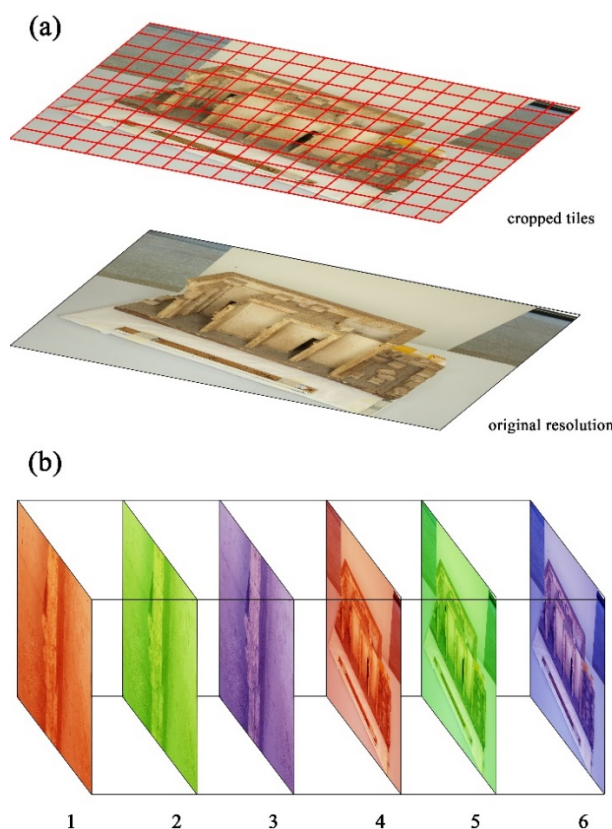 (a)
cropped tiles
original resolution
(b)
1 2 3 4 5 6